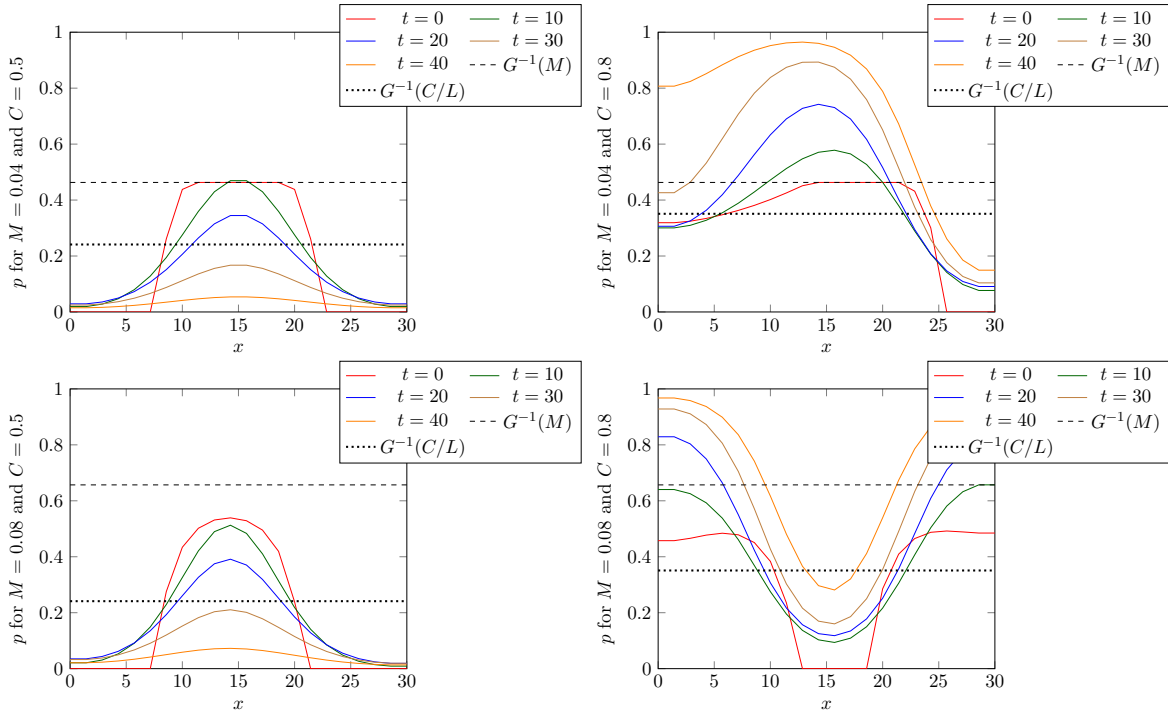 t = 0 t = 10
t = 20 t = 30
t = 40 G⁻¹(M)
G⁻¹(C/L)
p for M = 0.04 and C = 0.5
1
0.8
0.6
0.4
0.2
0
0 5 10 15 20 25 30
x
t = 0 t = 10
t = 20 t = 30
t = 40 G⁻¹(M)
G⁻¹(C/L)
p for M = 0.04 and C = 0.8
1
0.8
0.6
0.4
0.2
0
0 5 10 15 20 25 30
x
t = 0 t = 10
t = 20 t = 30
t = 40 G⁻¹(M)
G⁻¹(C/L)
p for M = 0.08 and C = 0.5
1
0.8
0.6
0.4
0.2
0
0 5 10 15 20 25 30
x
t = 0 t = 10
t = 20 t = 30
t = 40 G⁻¹(M)
G⁻¹(C/L)
p for M = 0.08 and C = 0.8
1
0.8
0.6
0.4
0.2
0
0 5 10 15 20 25 30
x